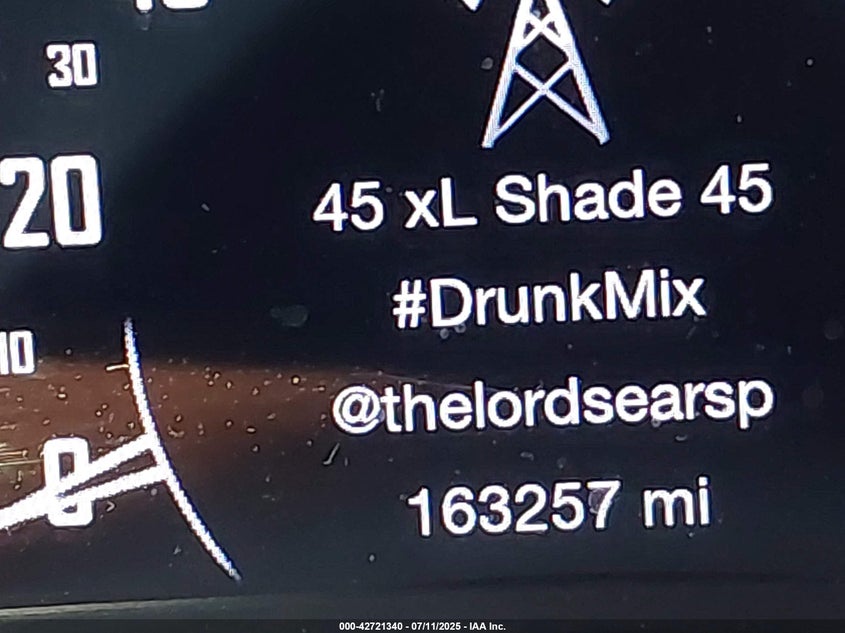 30
20
10
0
45 xL Shade 45
#DrunkMix
@thelordsearsp
163257 mi
000-42721340 - 07/11/2025 - IAA Inc.